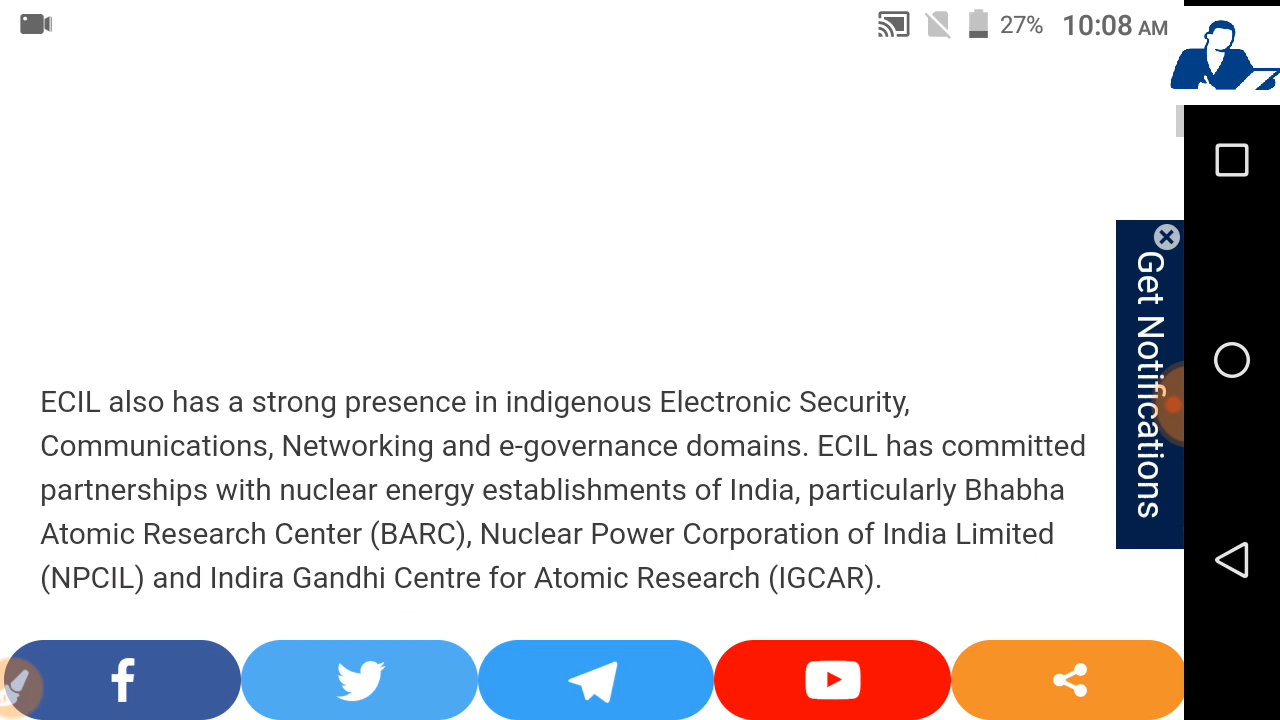 27% 10:08 AM
Get Notifications
ECIL also has a strong presence in indigenous Electronic Security,
Communications, Networking and e-governance domains. ECIL has committed
partnerships with nuclear energy establishments of India, particularly Bhabha
Atomic Research Center (BARC), Nuclear Power Corporation of India Limited
(NPCIL) and Indira Gandhi Centre for Atomic Research (IGCAR).